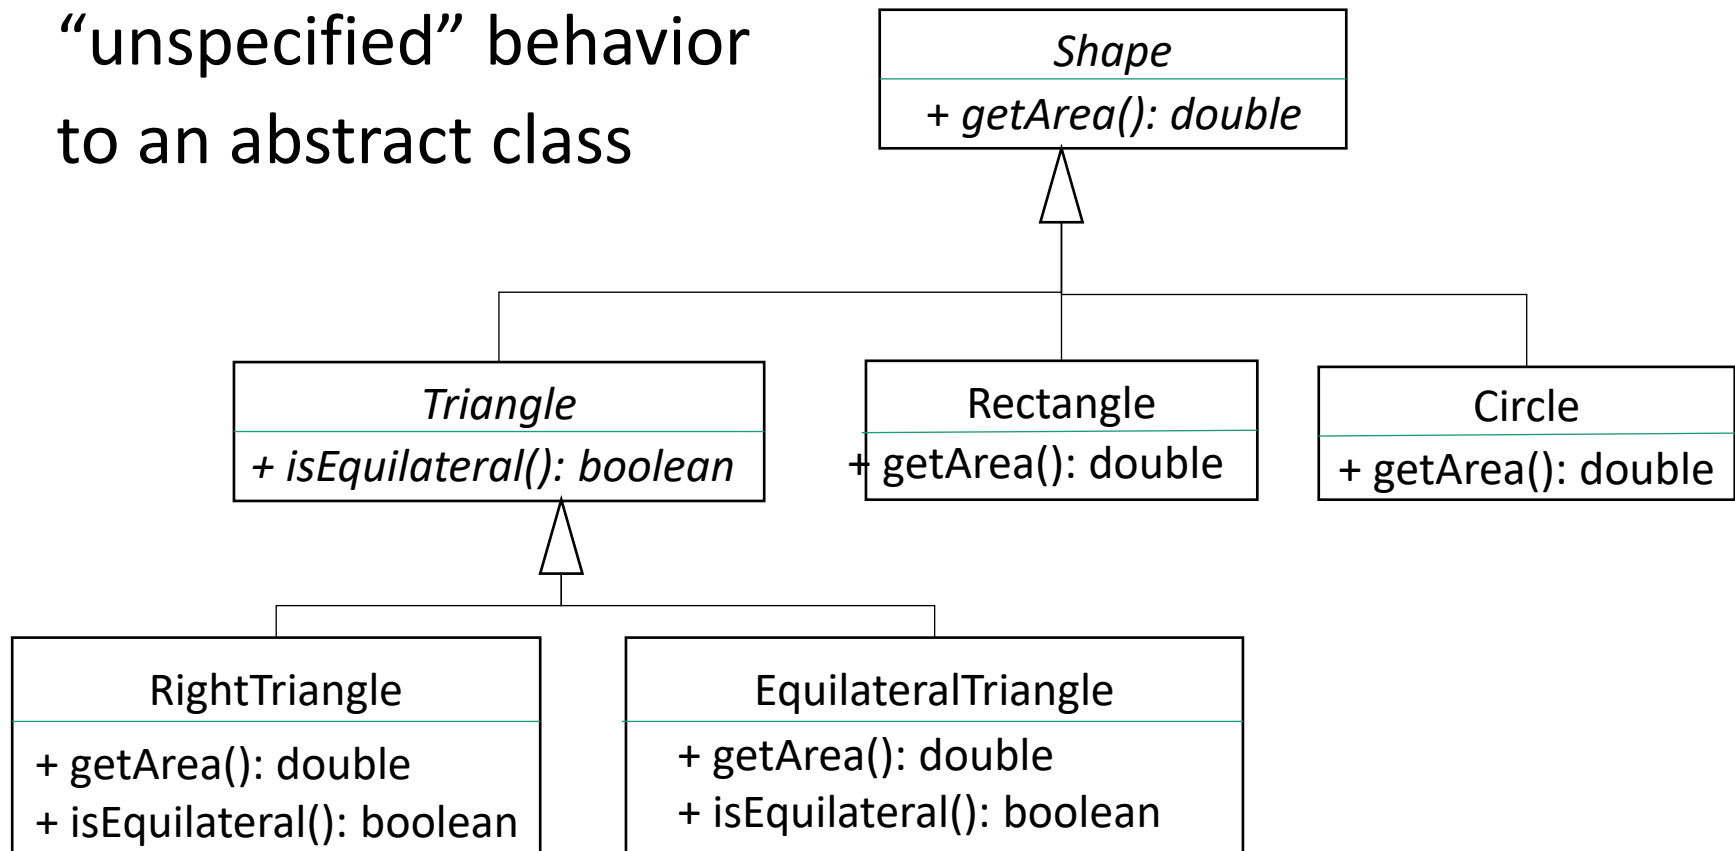 “unspecified” behavior
to an abstract class
Shape
+ getArea(): double
Triangle
+ isEquilateral(): boolean
Rectangle
+ getArea(): double
Circle
+ getArea(): double
RightTriangle
+ getArea(): double
+ isEquilateral(): boolean
EquilateralTriangle
+ getArea(): double
+ isEquilateral(): boolean